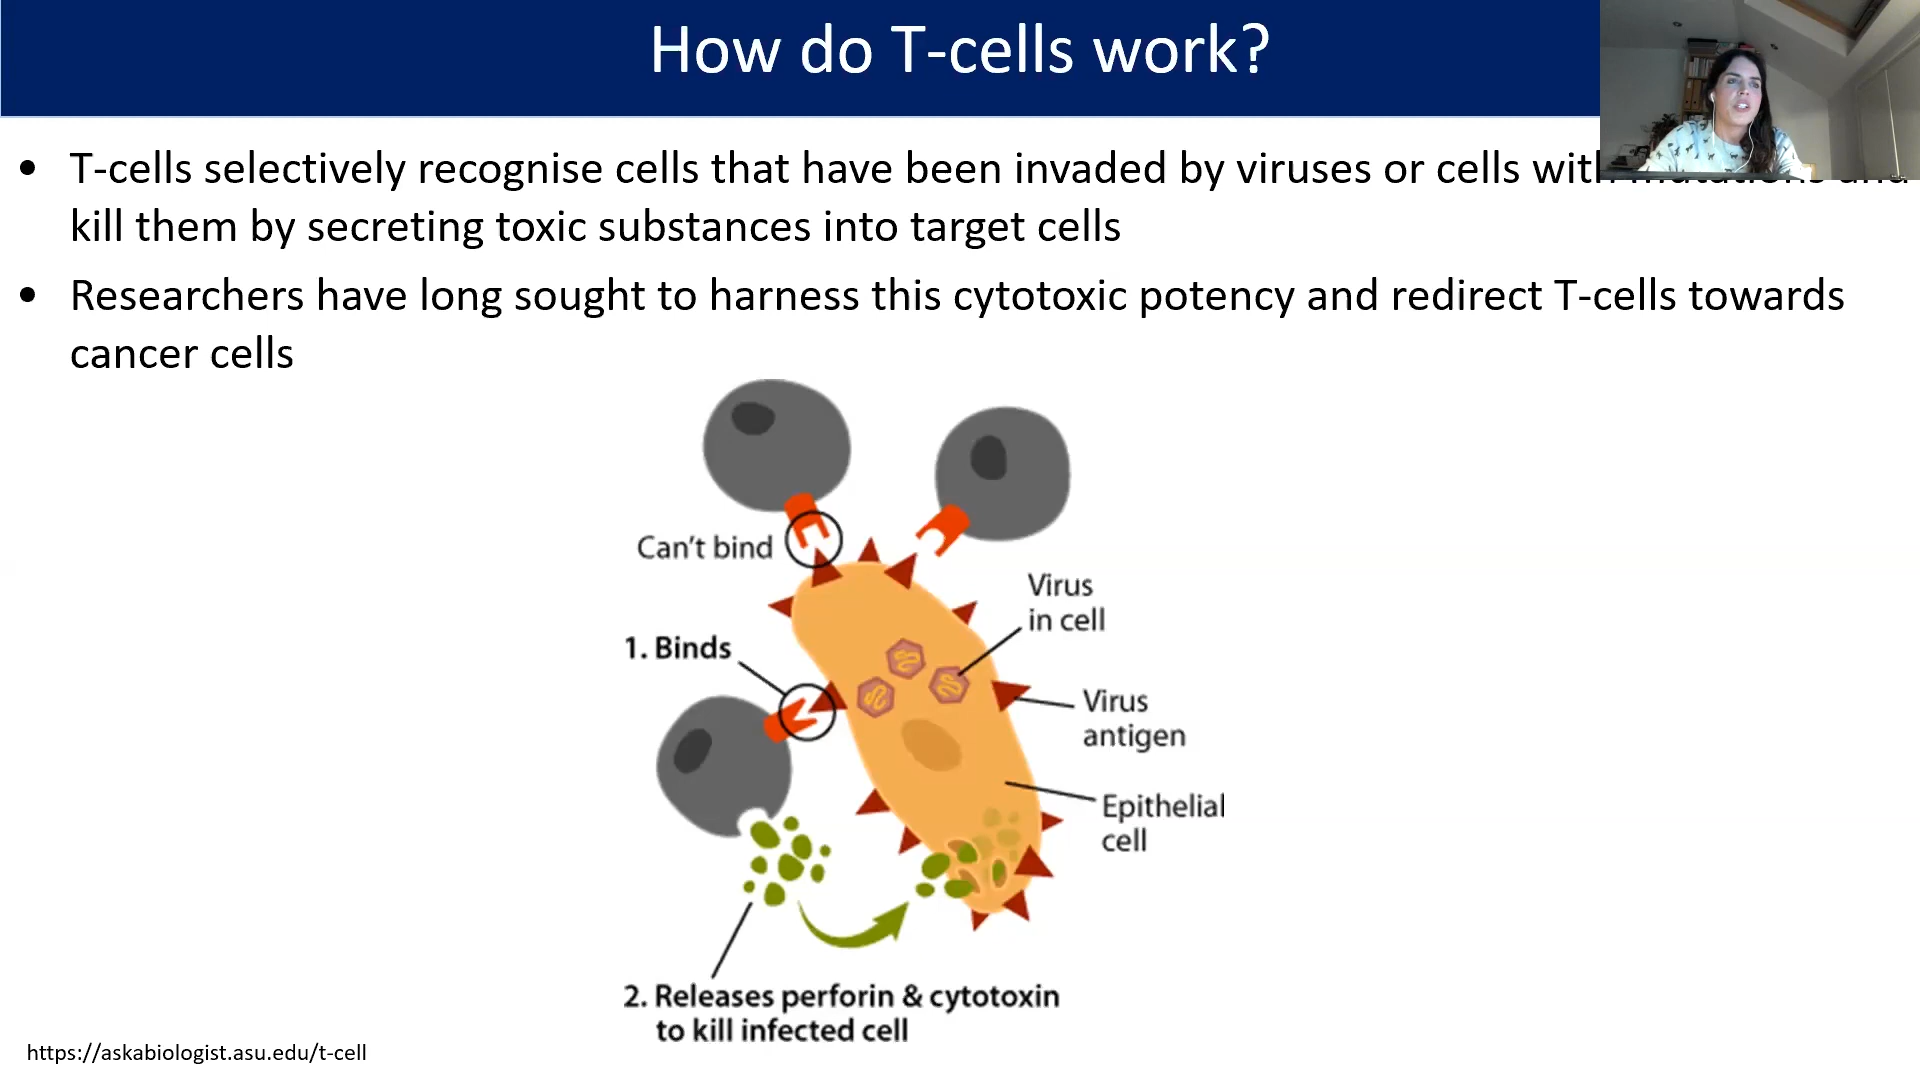 How do T-cells work?
• T-cells selectively recognise cells that have been invaded by viruses or cells with mutations and
kill them by secreting toxic substances into target cells
• Researchers have long sought to harness this cytotoxic potency and redirect T-cells towards
cancer cells
Can't bind
Virus
in cell
1. Binds
Virus
antigen
Epithelial
cell
2. Releases perforin & cytotoxin
to kill infected cell
https://askabiologist.asu.edu/t-cell